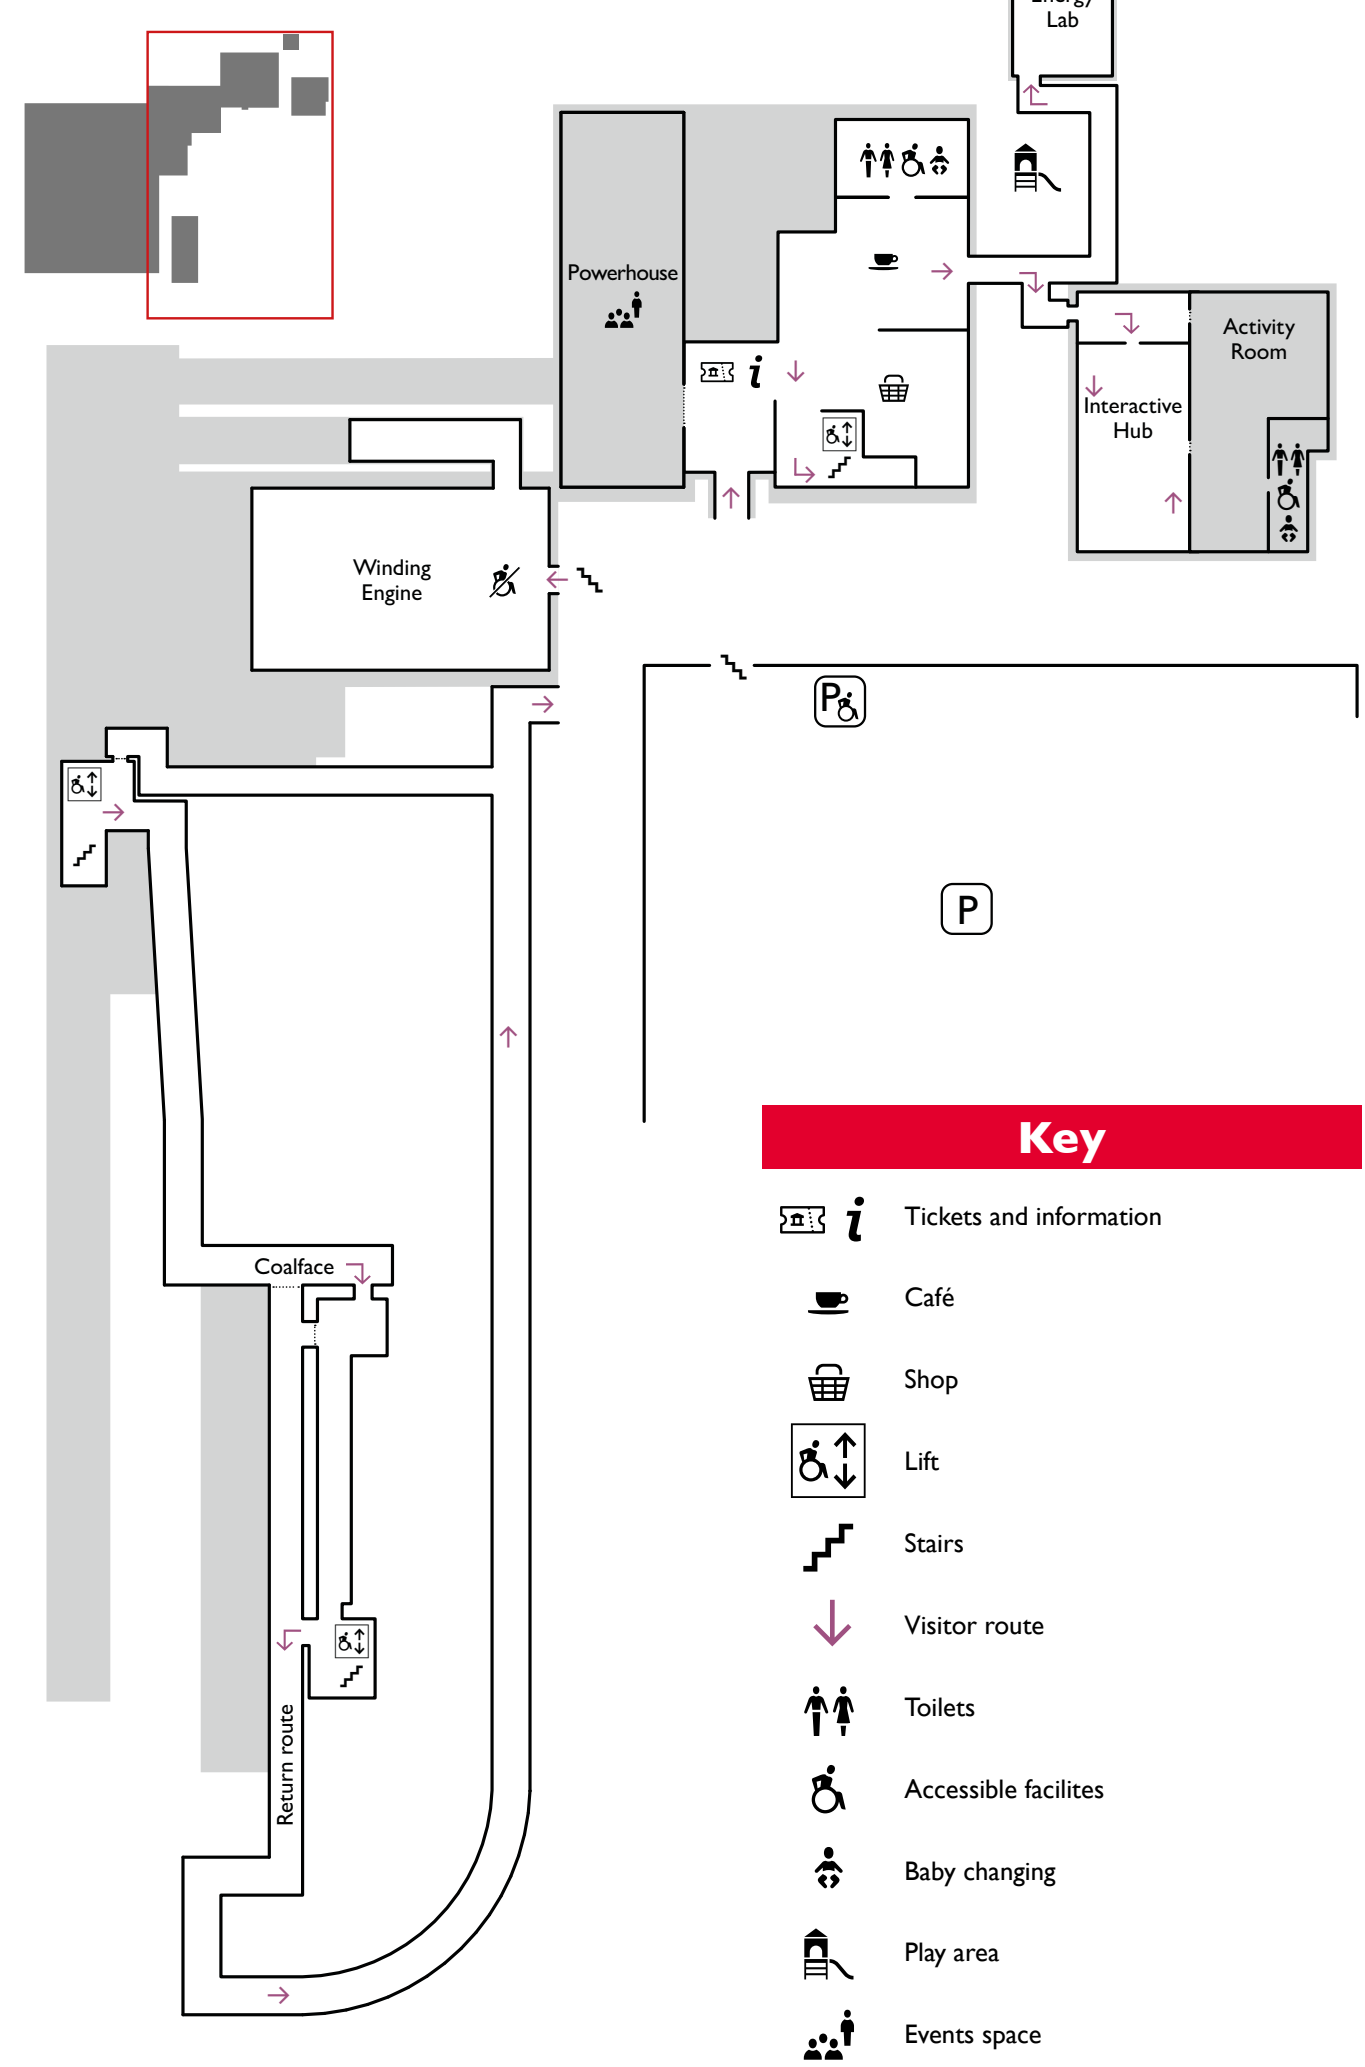 Lab
Powerhouse
Activity
Room
Interactive
Hub
Winding
Engine
P
P
Coalface
Return route
Key
Tickets and information
Café
Shop
Lift
Stairs
Visitor route
Toilets
Accessible facilites
Baby changing
Play area
Events space